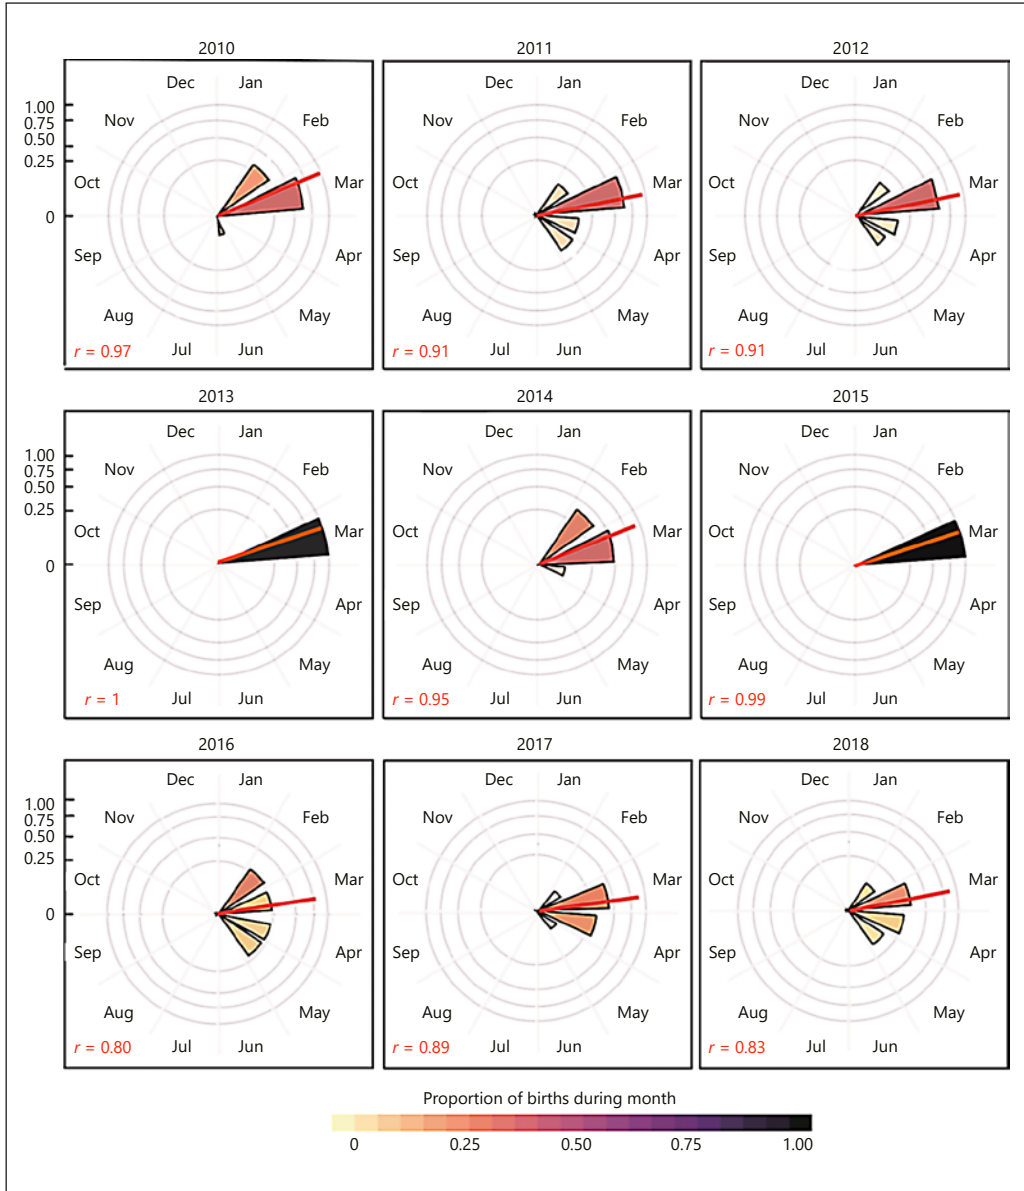 2010 2011 2012
Dec Jan Dec Jan Dec Jan
1.00
0.75
0.50
0.25
0
Nov Feb Nov Feb Nov Feb
Oct Mar Oct Mar Oct Mar
Sep Apr Sep Apr Sep Apr
Aug May Aug May Aug May
r = 0.97 Jul Jun r = 0.91 Jul Jun r = 0.91 Jul Jun
2013 2014 2015
Dec Jan Dec Jan Dec Jan
1.00
0.75
0.50
0.25
0
Nov Feb Nov Feb Nov Feb
Oct Mar Oct Mar Oct Mar
Sep Apr Sep Apr Sep Apr
Aug May Aug May Aug May
r = 1 Jul Jun r = 0.95 Jul Jun r = 0.99 Jul Jun
2016 2017 2018
Dec Jan Dec Jan Dec Jan
1.00
0.75
0.50
0.25
0
Nov Feb Nov Feb Nov Feb
Oct Mar Oct Mar Oct Mar
Sep Apr Sep Apr Sep Apr
Aug May Aug May Aug May
r = 0.80 Jul Jun r = 0.89 Jul Jun r = 0.83 Jul Jun
Proportion of births during month
0 0.25 0.50 0.75 1.00